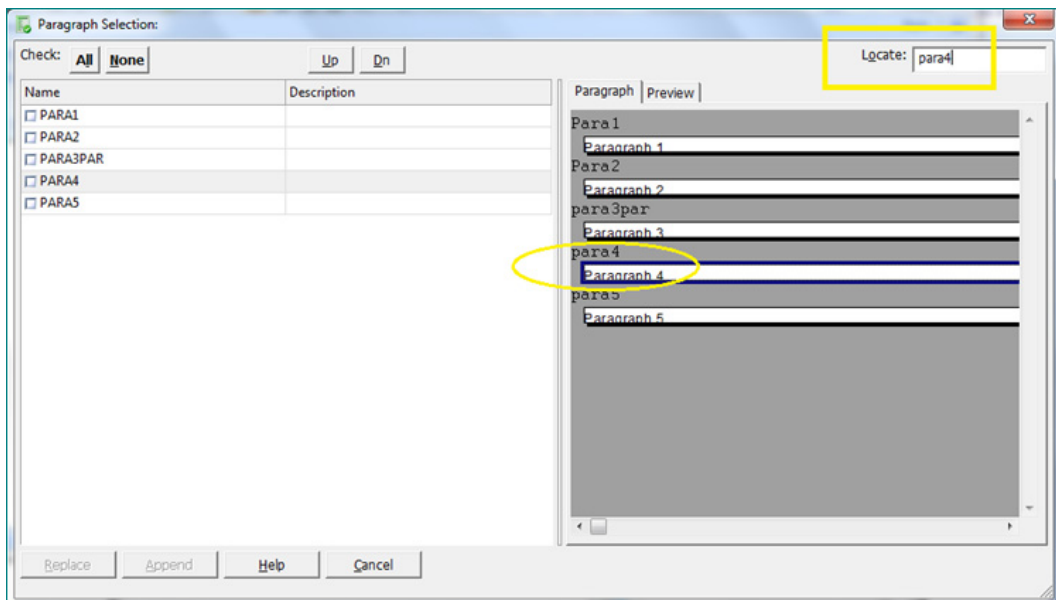 Paragraph Selection:
Check: All None Up Dn Locate: para4
Name Description
PARA1
PARA2
PARA3PAR
PARA4
PARA5
Paragraph Preview
Para1
Paragraph 1
Para2
Paragraph 2
para3par
Paragraph 3
para4
Paragraph 4
para5
Paragraph 5
Replace Append Help Cancel